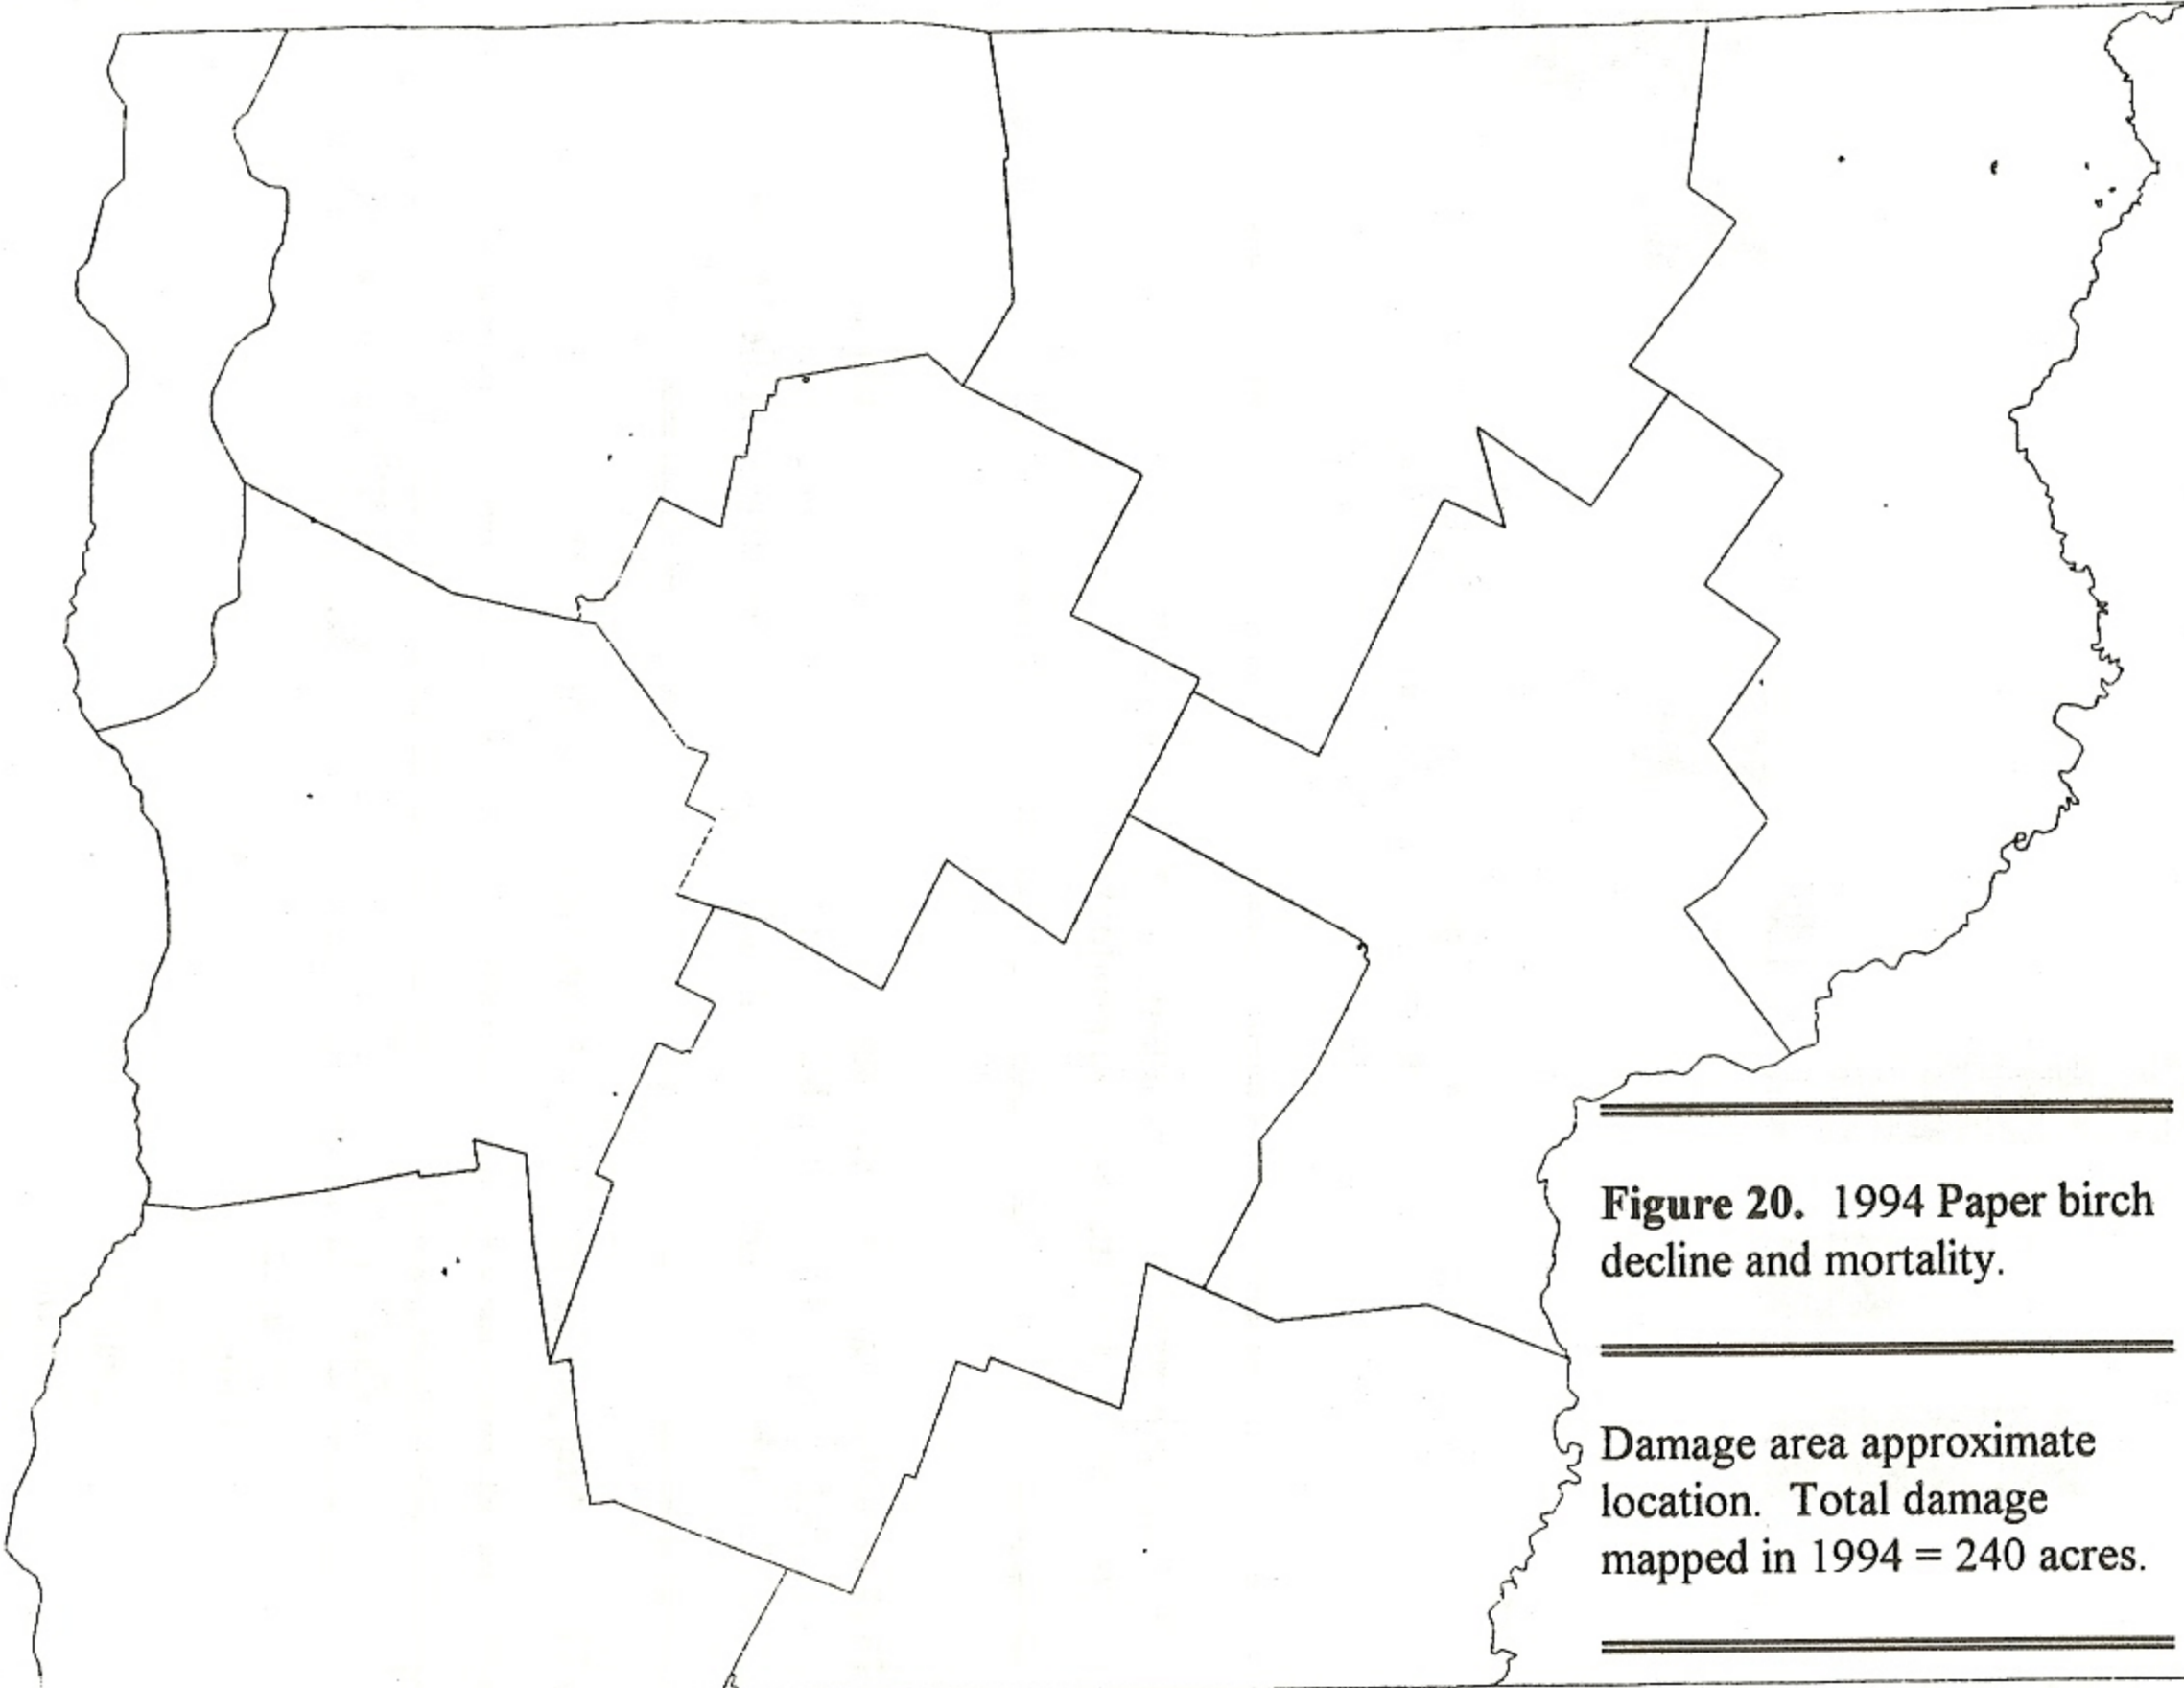 Figure 20. 1994 Paper birch
decline and mortality.
Damage area approximate
location. Total damage
mapped in 1994 = 240 acres.